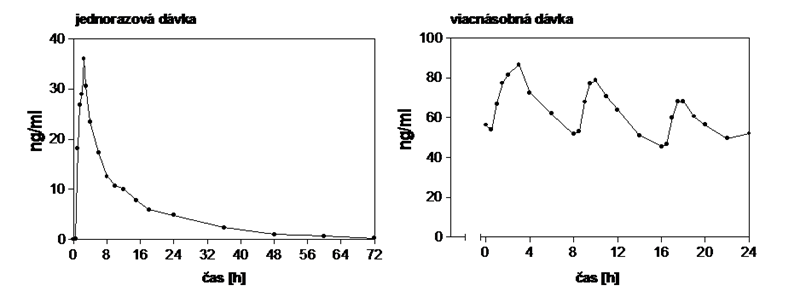 jednorazová dávka
ng/ml
40
30
20
10
0
0 8 16 24 32 40 48 56 64 72
čas [h]
viacnásobná dávka
ng/ml
100
80
60
40
20
0
0 4 8 12 16 20 24
čas [h]